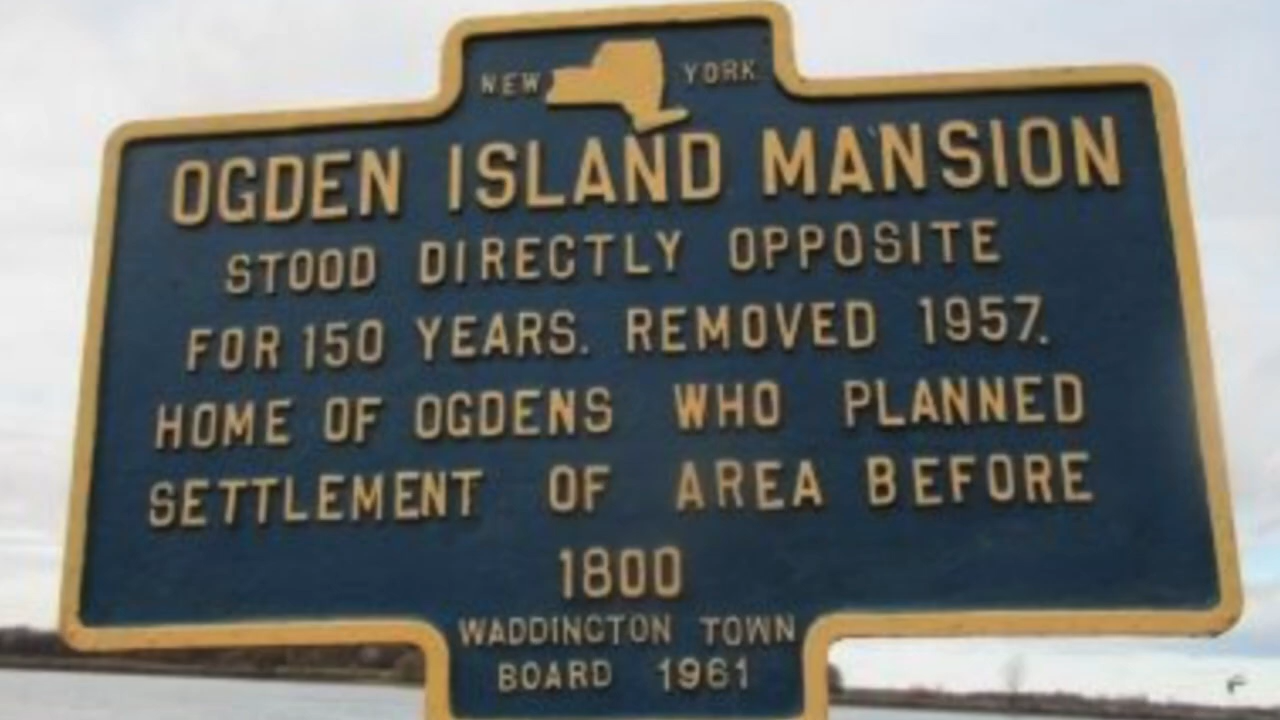 NEW YORK
OGDEN ISLAND MANSION
STOOD DIRECTLY OPPOSITE
FOR 150 YEARS. REMOVED 1957.
HOME OF OGDENS WHO PLANNED
SETTLEMENT OF AREA BEFORE
1800
WADDINGTON TOWN
BOARD 1961